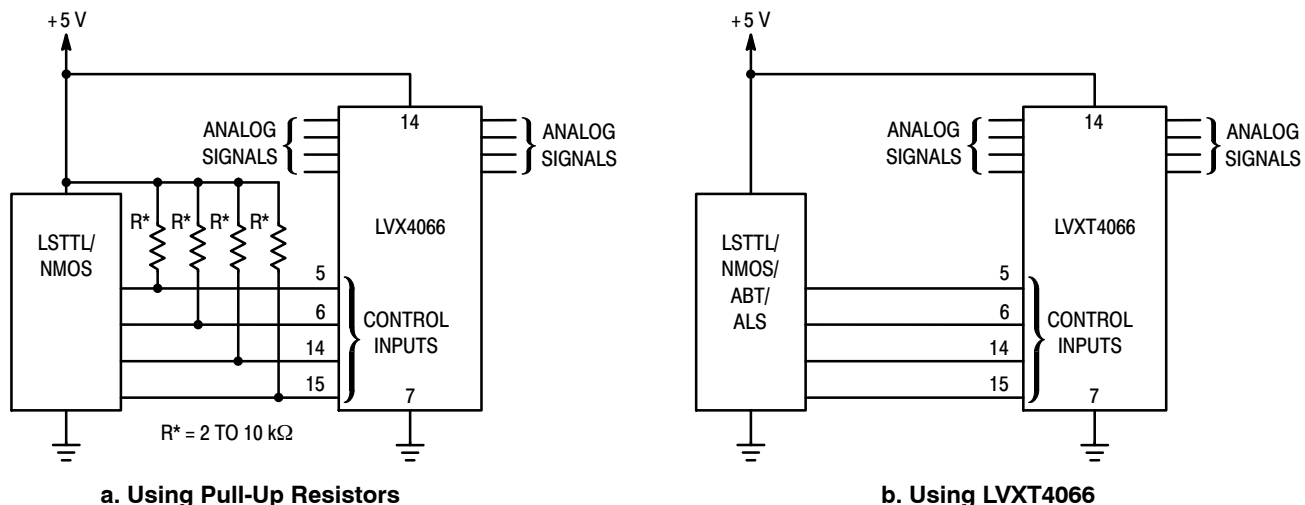 +5 V
14
ANALOG
SIGNALS
ANALOG
SIGNALS
R* R* R* R*
LSTTL/
NMOS
LVX4066
5
6
14
15
CONTROL
INPUTS
7
R* = 2 TO 10 kΩ
a. Using Pull-Up Resistors
+5 V
14
ANALOG
SIGNALS
ANALOG
SIGNALS
LSTTL/
NMOS/
ABT/
ALS
LVXT4066
5
6
14
15
CONTROL
INPUTS
7
b. Using LVXT4066